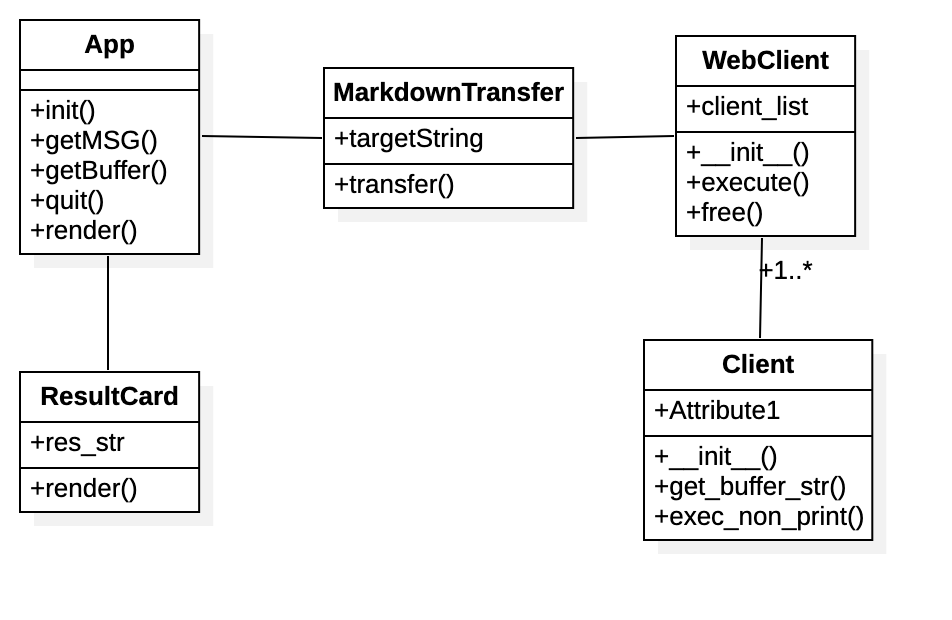 App
+init()
+getMSG()
+getBuffer()
+quit()
+render()
MarkdownTransfer
+targetString
+transfer()
WebClient
+client_list
+__init__()
+execute()
+free()
+1..*
ResultCard
+res_str
+render()
Client
+Attribute1
+__init__()
+get_buffer_str()
+exec_non_print()